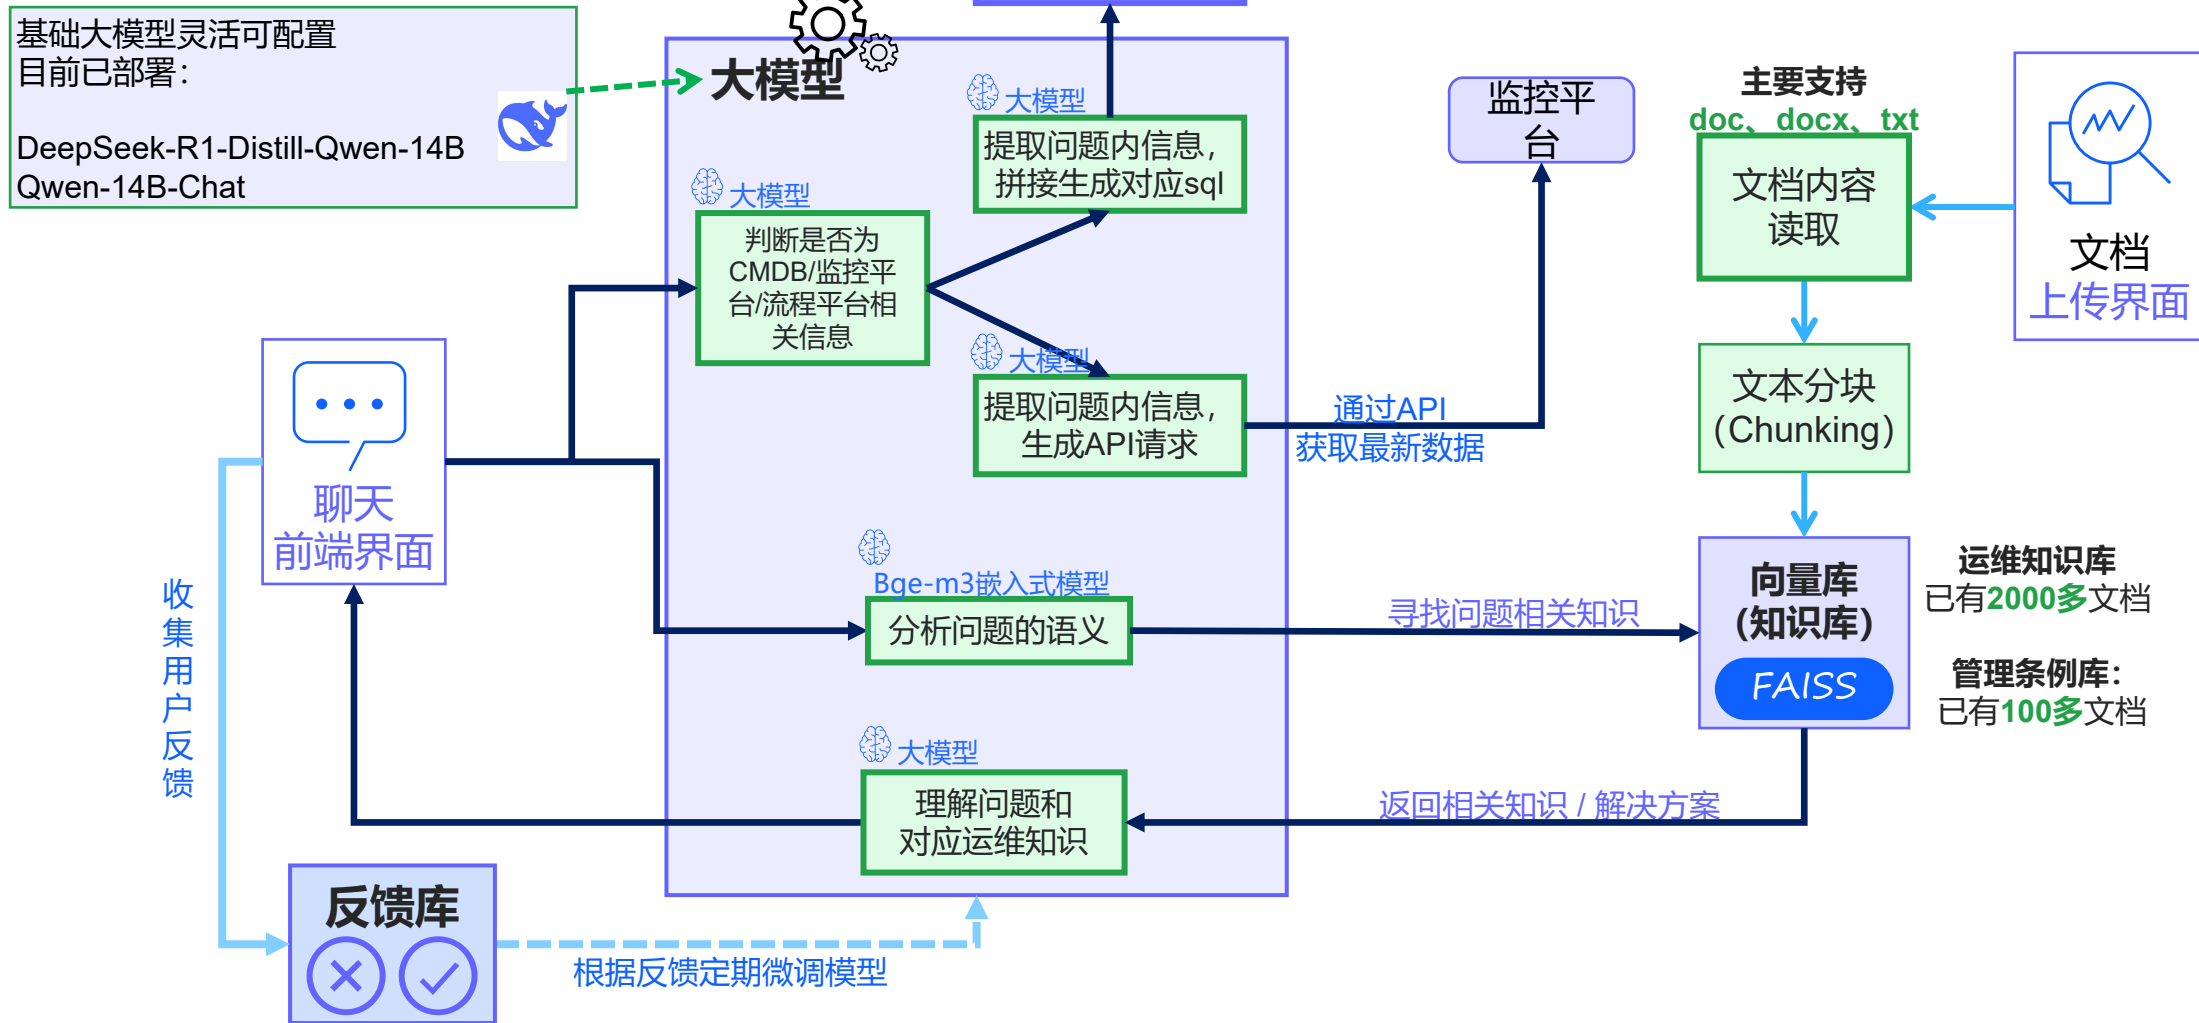 基础大模型灵活可配置
目前已部署：
DeepSeek-R1-Distill-Qwen-14B
Qwen-14B-Chat
大模型
大模型
提取问题内信息，
拼接生成对应sql
大模型
判断是否为
CMDB/监控平
台/流程平台相
关信息
大模型
提取问题内信息，
生成API请求
通过API
获取最新数据
监控平
台
主要支持
doc、docx、txt
文档内容
读取
文档
上传界面
文本分块
（Chunking）
聊天
前端界面
Bge-m3嵌入式模型
分析问题的语义
寻找问题相关知识
向量库
（知识库）
FAISS
运维知识库
已有2000多文档
管理条例库：
已有100多文档
大模型
理解问题和
对应运维知识
返回相关知识 / 解决方案
收
集
用
户
反
馈
反馈库
根据反馈定期微调模型